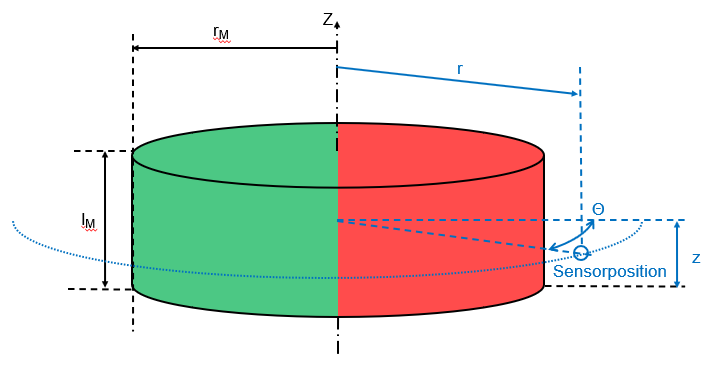 Z
rM
r
lM
Θ
z
Sensorposition